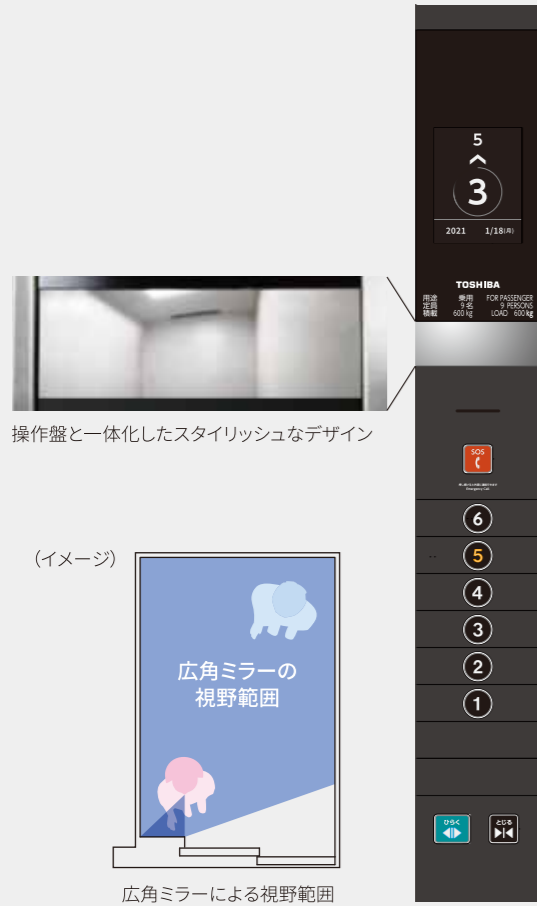 操作盤と一体化したスタイリッシュなデザイン
（イメージ）
広角ミラーの
視野範囲
広角ミラーによる視野範囲
5
3
2021 1/18(月)
TOSHIBA
用途 乗用 FOR PASSENGER
定員 9名 9 PERSONS
積載 600 kg LOAD 600 kg
SOS
Emergency Call
6
5
4
3
2
1
ひらく とじる